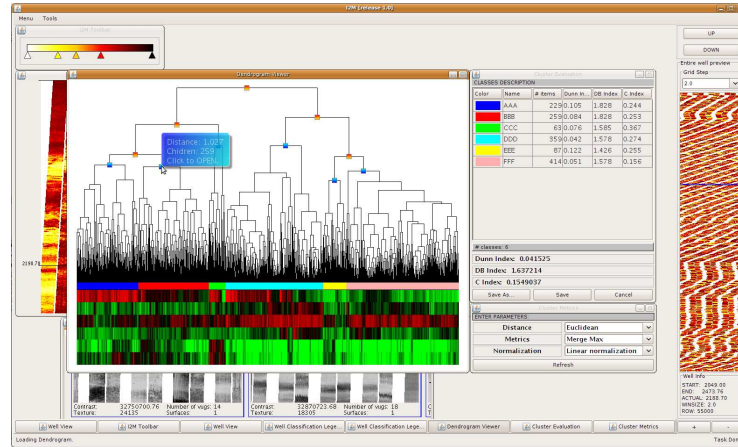 I2M [release 3.0]
Menu Tools
I2M Toolbar
UP
DOWN
Entire well preview
Grid Step
2.0
Dendrogram Viewer
Distance: 1.027
Children: 259
Click to OPEN...
Cluster Evaluation
CLASSES DESCRIPTION
Color Name # items Dunn In... DB Index C Index
AAA 229 0.105 1.828 0.244
BBB 259 0.084 1.828 0.253
CCC 63 0.076 1.585 0.367
DDD 359 0.042 1.578 0.274
EEE 87 0.122 1.426 0.255
FFF 414 0.051 1.578 0.156
# classes: 6
Dunn Index: 0.041525
DB Index: 1.637214
C Index: 0.1549037
Save As... Save Cancel
Cluster Metrics
ENTER PARAMETERS
Distance Euclidean
Metrics Merge Max
Normalization Linear normalization
Refresh
2198.7
Contrast: 32750700.76 Number of vugs: 14
Texture: 24135 Surfaces: 1
Contrast: 32870723.68 Number of vugs: 18
Texture: 18305 Surfaces: 1
Well Info
START: 2049.00
END: 2473.76
ACTUAL: 2188.70
WINSIZE: 2.0
ROW: 55000
Well View I2M Toolbar Well View Well Classification Lege... Well Classification Lege... Dendrogram Viewer Cluster Evaluation Cluster Metrics + -
Loading Dendrogram. Task Do